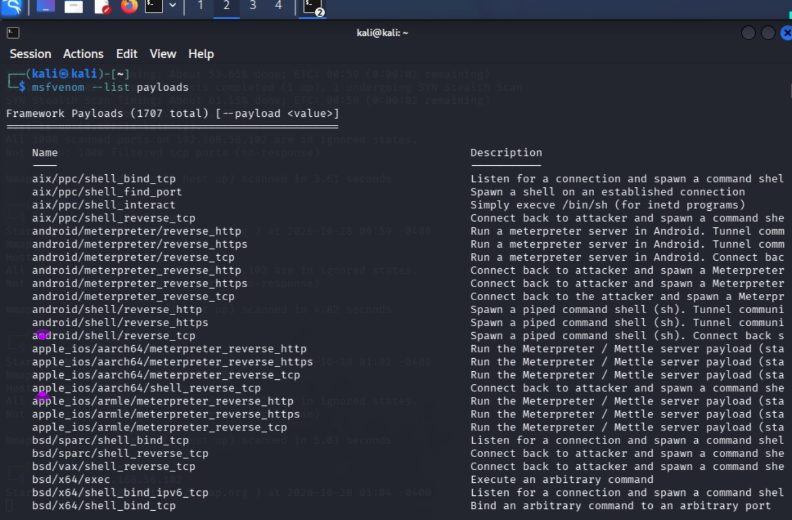 1 2 3 4 2
kali@kali: ~
Session Actions Edit View Help
┌──(kali㉿kali)-[~]
└─$ msfvenom --list payloads
Framework Payloads (1707 total) [--payload <value>]
Name Description
aix/ppc/shell_bind_tcp Listen for a connection and spawn a command shel
aix/ppc/shell_find_port Spawn a shell on an established connection
aix/ppc/shell_interact Simply execve /bin/sh (for inetd programs)
aix/ppc/shell_reverse_tcp Connect back to attacker and spawn a command she
android/meterpreter/reverse_http Run a meterpreter server in Android. Tunnel comm
android/meterpreter/reverse_https Run a meterpreter server in Android. Tunnel comm
android/meterpreter/reverse_tcp Run a meterpreter server in Android. Connect bac
android/meterpreter_reverse_http Connect back to attacker and spawn a Meterpreter
android/meterpreter_reverse_https Connect back to attacker and spawn a Meterpreter
android/meterpreter_reverse_tcp Connect back to the attacker and spawn a Meterpr
android/shell/reverse_http Spawn a piped command shell (sh). Tunnel communi
android/shell/reverse_https Spawn a piped command shell (sh). Tunnel communi
android/shell/reverse_tcp Spawn a piped command shell (sh). Connect back s
apple_ios/aarch64/meterpreter_reverse_http Run the Meterpreter / Mettle server payload (sta
apple_ios/aarch64/meterpreter_reverse_https Run the Meterpreter / Mettle server payload (sta
apple_ios/aarch64/meterpreter_reverse_tcp Run the Meterpreter / Mettle server payload (sta
apple_ios/aarch64/shell_reverse_tcp Connect back to attacker and spawn a command she
apple_ios/armle/meterpreter_reverse_http Run the Meterpreter / Mettle server payload (sta
apple_ios/armle/meterpreter_reverse_https Run the Meterpreter / Mettle server payload (sta
apple_ios/armle/meterpreter_reverse_tcp Run the Meterpreter / Mettle server payload (sta
bsd/sparc/shell_bind_tcp Listen for a connection and spawn a command shel
bsd/sparc/shell_reverse_tcp Connect back to attacker and spawn a command she
bsd/vax/shell_reverse_tcp Connect back to attacker and spawn a command she
bsd/x64/exec Execute an arbitrary command
bsd/x64/shell_bind_ipv6_tcp Listen for a connection and spawn a command shel
bsd/x64/shell_bind_tcp Bind an arbitrary command to an arbitrary port